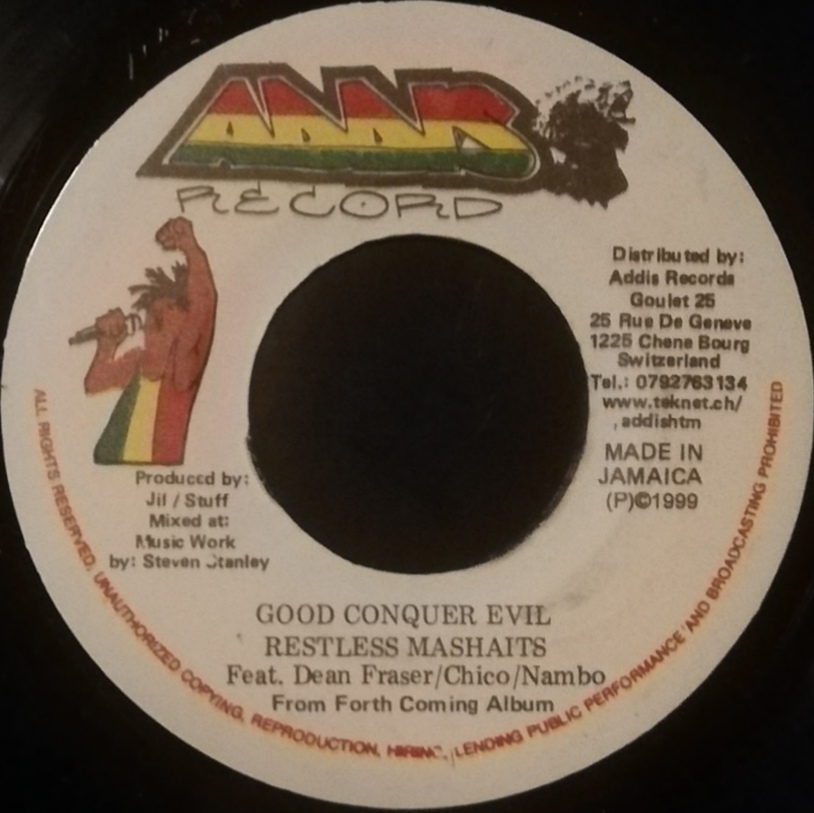 ADDIS
RECORD
Distributed by:
Addis Records
Goulet 25
25 Rue De Geneve
1225 Chene Bourg
Switzerland
Tel.: 0792763134
www.teknet.ch/
addishtm
MADE IN
JAMAICA
(P)©1999
Produced by:
Jil / Stuff
Mixed at:
Music Work
by: Steven Stanley
GOOD CONQUER EVIL
RESTLESS MASHAITS
Feat. Dean Fraser/Chico/Nambo
From Forth Coming Album
ALL RIGHTS RESERVED, UNAUTHORIZED COPYING, REPRODUCTION, HIRING, LENDING PUBLIC PERFORMANCE AND BROADCASTING PROHIBITED